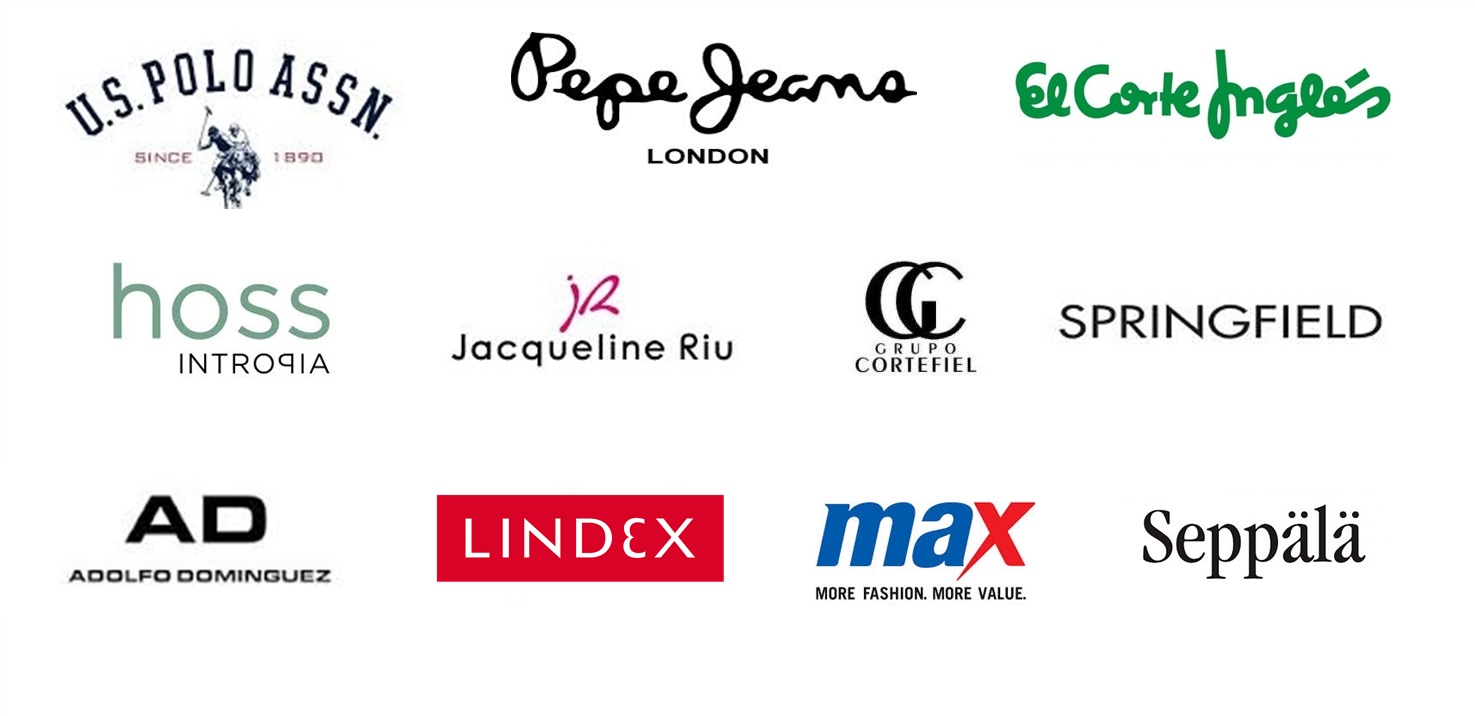 U.S. POLO ASSN.
SINCE 1890
Pepe Jeans
LONDON
El Corte Inglés
hoss
INTROPIA
jR
Jacqueline Riu
GC
GRUPO
CORTEFIEL
SPRINGFIELD
AD
ADOLFO DOMINGUEZ
LINDEX
max
MORE FASHION. MORE VALUE.
Seppälä